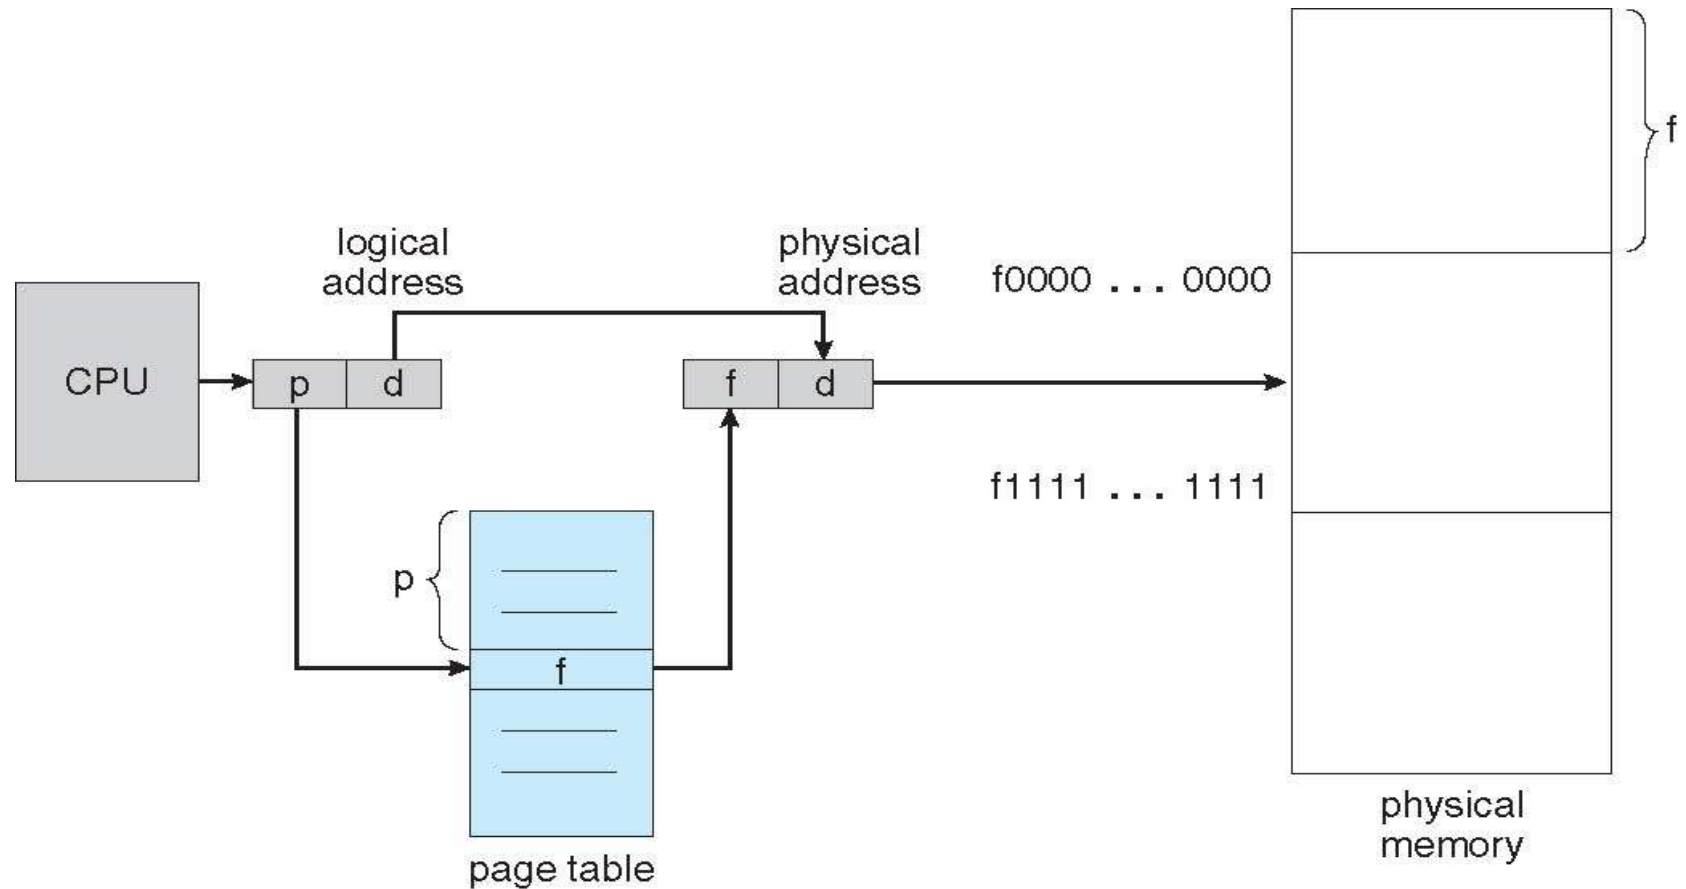 f
logical
address
physical
address
f0000 ... 0000
CPU
p
d
f
d
f1111 ... 1111
p
f
physical
memory
page table